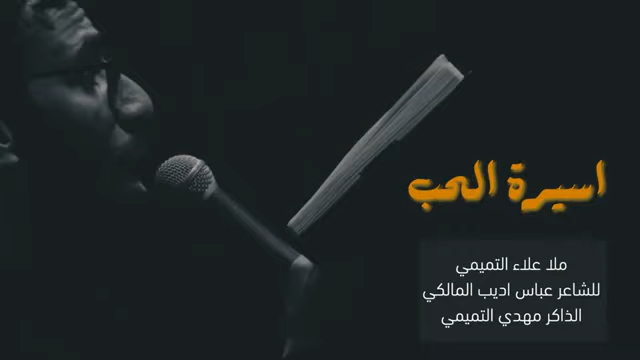 اسيرة الحب
ملا علاء التميمي
للشاعر عباس اديب المالكي
الذاكر مهدي التميمي